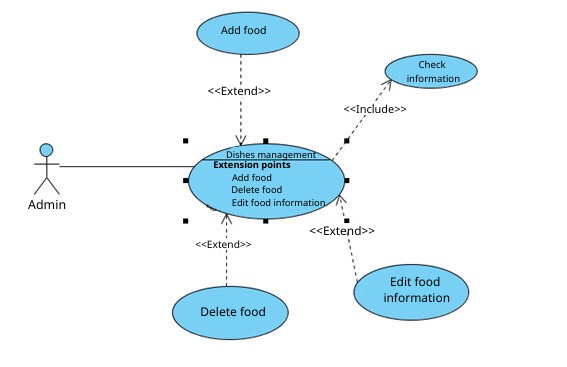 Add food
Check
information
<<Extend>>
<<Include>>
Dishes management
Extension points
Add food
Delete food
Edit food information
Admin
<<Extend>>
<<Extend>>
Edit food
information
Delete food